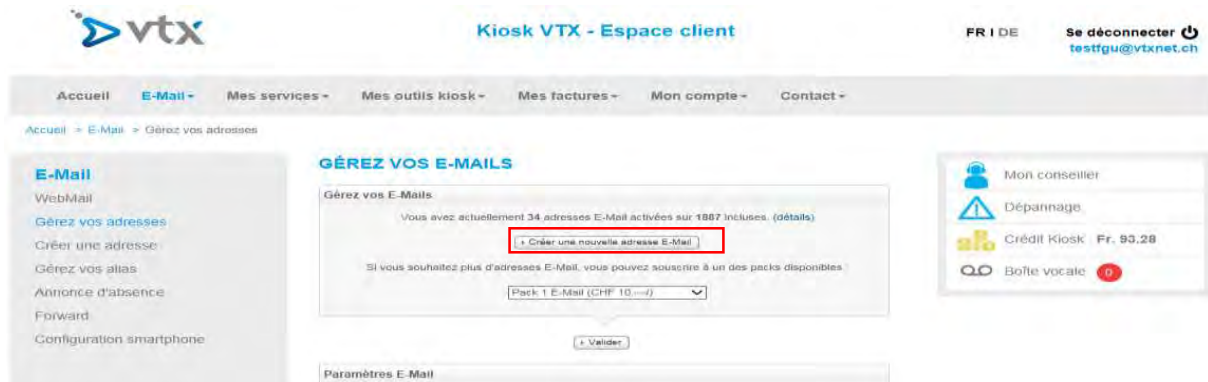 vtx
Kiosk VTX - Espace client
FR I DE
Se déconnecter
testfgu@vtxnet.ch
Accueil E-Mail Mes services Mes outils kiosk Mes factures Mon compte Contact
Accueil > E-Mail > Gérez vos adresses
E-Mail
WebMail
Gérez vos adresses
Créer une adresse
Gérez vos alias
Annonce d'absence
Forward
Configuration smartphone
GÉREZ VOS E-MAILS
Gérez vos E-Mails
Vous avez actuellement 34 adresses E-Mail activées sur 1887 incluses. (détails)
Créer une nouvelle adresse E-Mail
Si vous souhaitez plus d'adresses E-Mail, vous pouvez souscrire à un des packs disponibles
Pack 1 E-Mail (CHF 10.---/)
Valider
Paramètres E-Mail
Mon conseiller
Dépannage
Crédit Kiosk Fr. 93.28
Boîte vocale 0